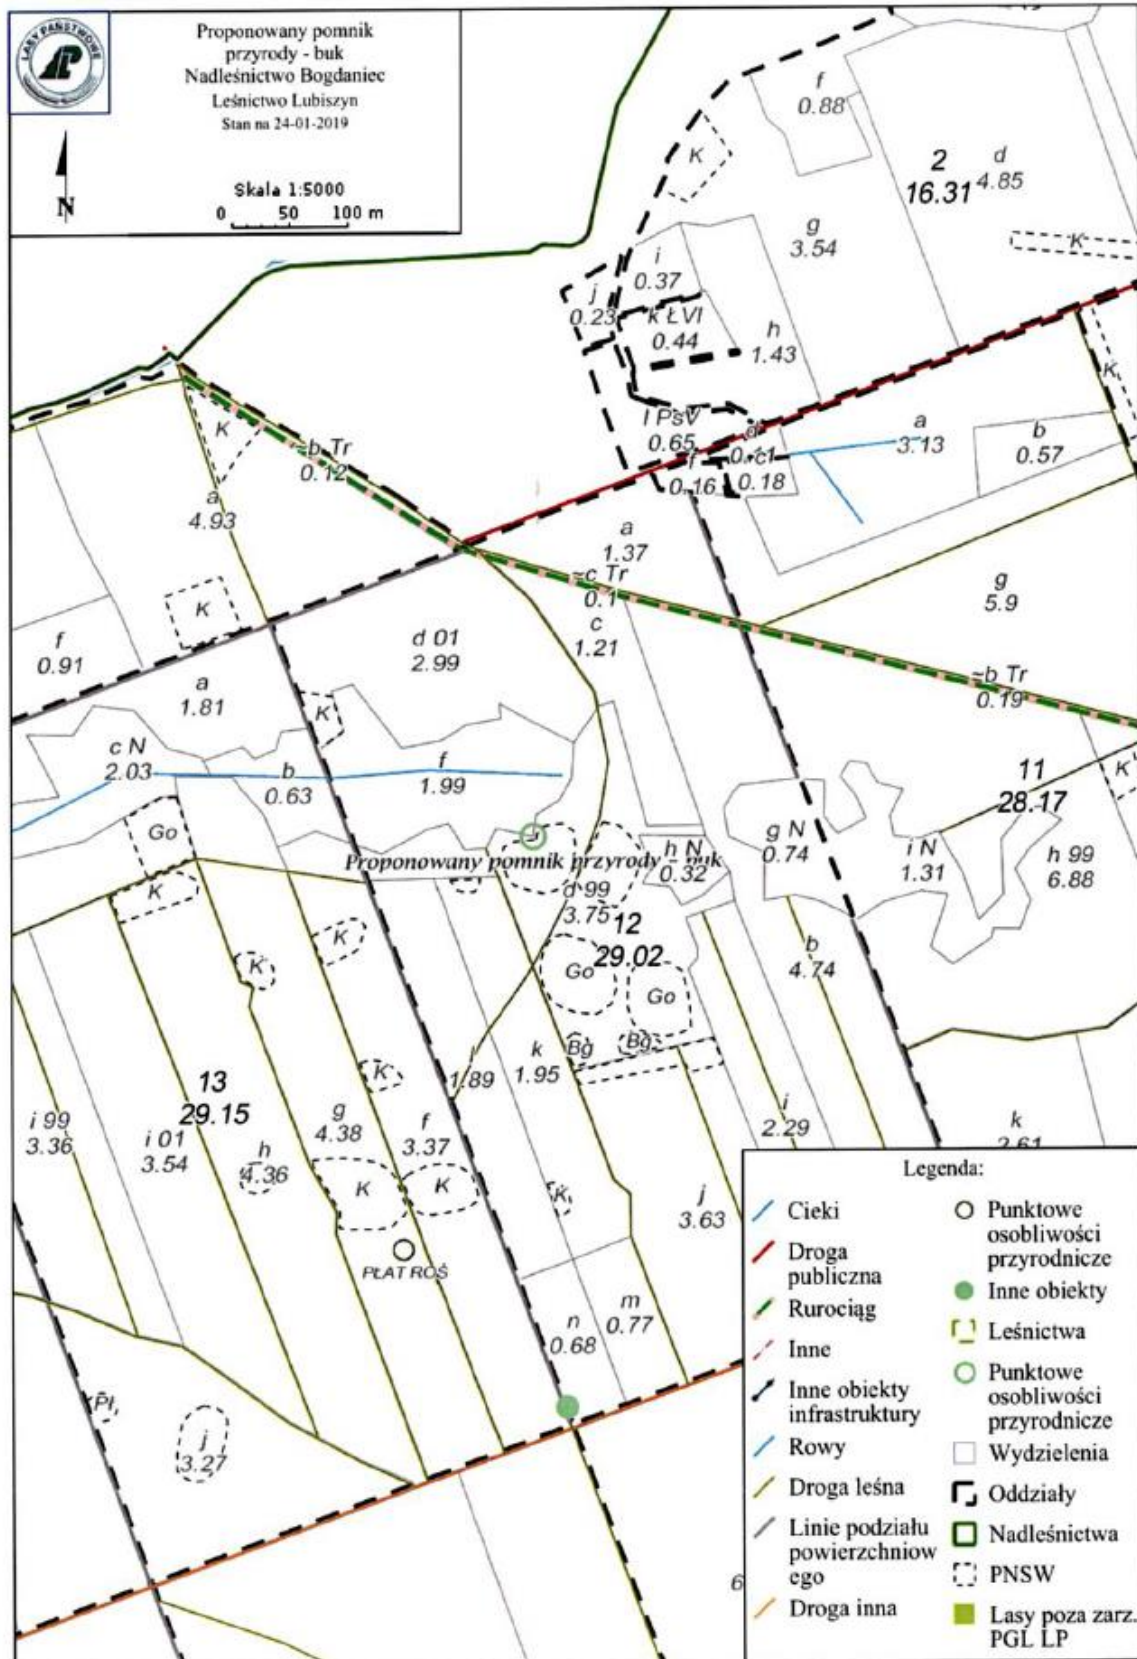 LASY PAŃSTWOWE
Proponowany pomnik
przyrody - buk
Nadleśnictwo Bogdaniec
Leśnictwo Lubiszyn
Stan na 24-01-2019
Skala 1:5000
0 50 100 m
N
f
0.88
K
2
16.31
d
4.85
g
3.54
K
i
0.37
j
0.23
k ŁVI
0.44
h
1.43
K
l PsV
0.65
d
f
0.16
c
0.18
a
3.13
b
0.57
K
~b Tr
0.12
a
4.93
a
1.37
≈c Tr
0.1
c
1.21
g
5.9
K
f
0.91
d 01
2.99
a
1.81
≈b Tr
0.19
K
c N
2.03
b
0.63
f
1.99
11
28.17
K
Go
g N
0.74
i N
1.31
h 99
6.88
Proponowany pomnik przyrody - buk
h N
0.32
d 99
3.75
12
29.02
K
K
K
Go
Go
b
4.74
Bg
Bg
K
k
1.95
1.89
13
29.15
i 99
3.36
i 01
3.54
h
4.36
g
4.38
f
3.37
i
2.29
k
2.61
K
K
K
j
3.63
PŁAT ROŚ
n
0.68
m
0.77
Pł
j
3.27
6
Legenda:
Cieki
Droga
publiczna
Rurociąg
Inne
Inne obiekty
infrastruktury
Rowy
Droga leśna
Linie podziału
powierzchniow
ego
Droga inna
Punktowe
osobliwości
przyrodnicze
Inne obiekty
Leśnictwa
Punktowe
osobliwości
przyrodnicze
Wydzielenia
Oddziały
Nadleśnictwa
PNSW
Lasy poza zarz.
PGL LP